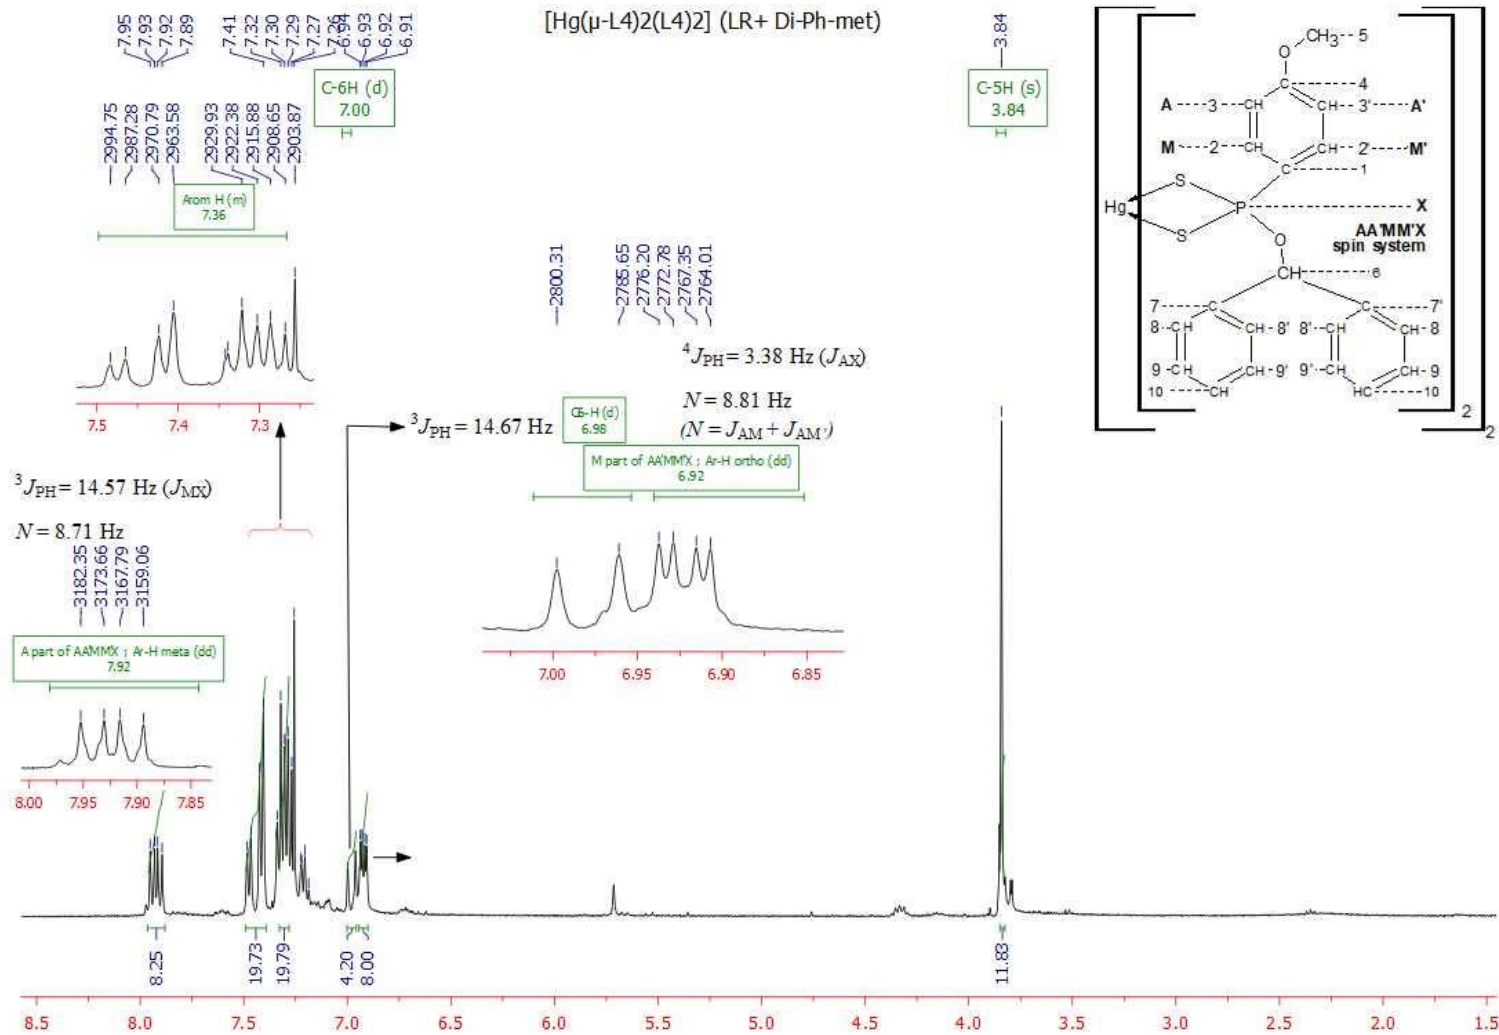 [Hg(μ-L4)2(L4)2] (LR+ Di-Ph-met)
7.95
7.93
7.92
7.89
7.41
7.32
7.30
7.29
7.27
7.26
6.94
6.93
6.92
6.91
3.84
C-6H (d)
7.00
C-5H (s)
3.84
2994.75
2987.28
2970.79
2963.58
2929.93
2922.38
2915.88
2908.65
2903.87
Arom H (m)
7.36
7.5 7.4 7.3
2800.31
2785.65
2776.20
2772.78
2767.35
2764.01
4JPH = 3.38 Hz (JAX)
N = 8.81 Hz
(N = JAM + JAM')
3JPH = 14.67 Hz
C6-H (d)
6.98
M part of AA'MM'X ; Ar-H ortho (dd)
6.92
7.00 6.95 6.90 6.85
3JPH = 14.57 Hz (JMX)
N = 8.71 Hz
3182.35
3173.66
3167.79
3159.06
A part of AA'MM'X ; Ar-H meta (dd)
7.92
8.00 7.95 7.90 7.85
CH3 5
O
4
A 3 CH CH 3' A'
M 2 CH CH 2' M'
1
S
Hg P X
S
O
AA'MM'X
spin system
CH 6
7 7'
8 CH CH 8' 8' CH CH 8
9 CH CH 9' 9' CH CH 9
10 CH HC 10
2
2
8.25
19.73
19.79
4.20
8.00
11.83
8.5 8.0 7.5 7.0 6.5 6.0 5.5 5.0 4.5 4.0 3.5 3.0 2.5 2.0 1.5